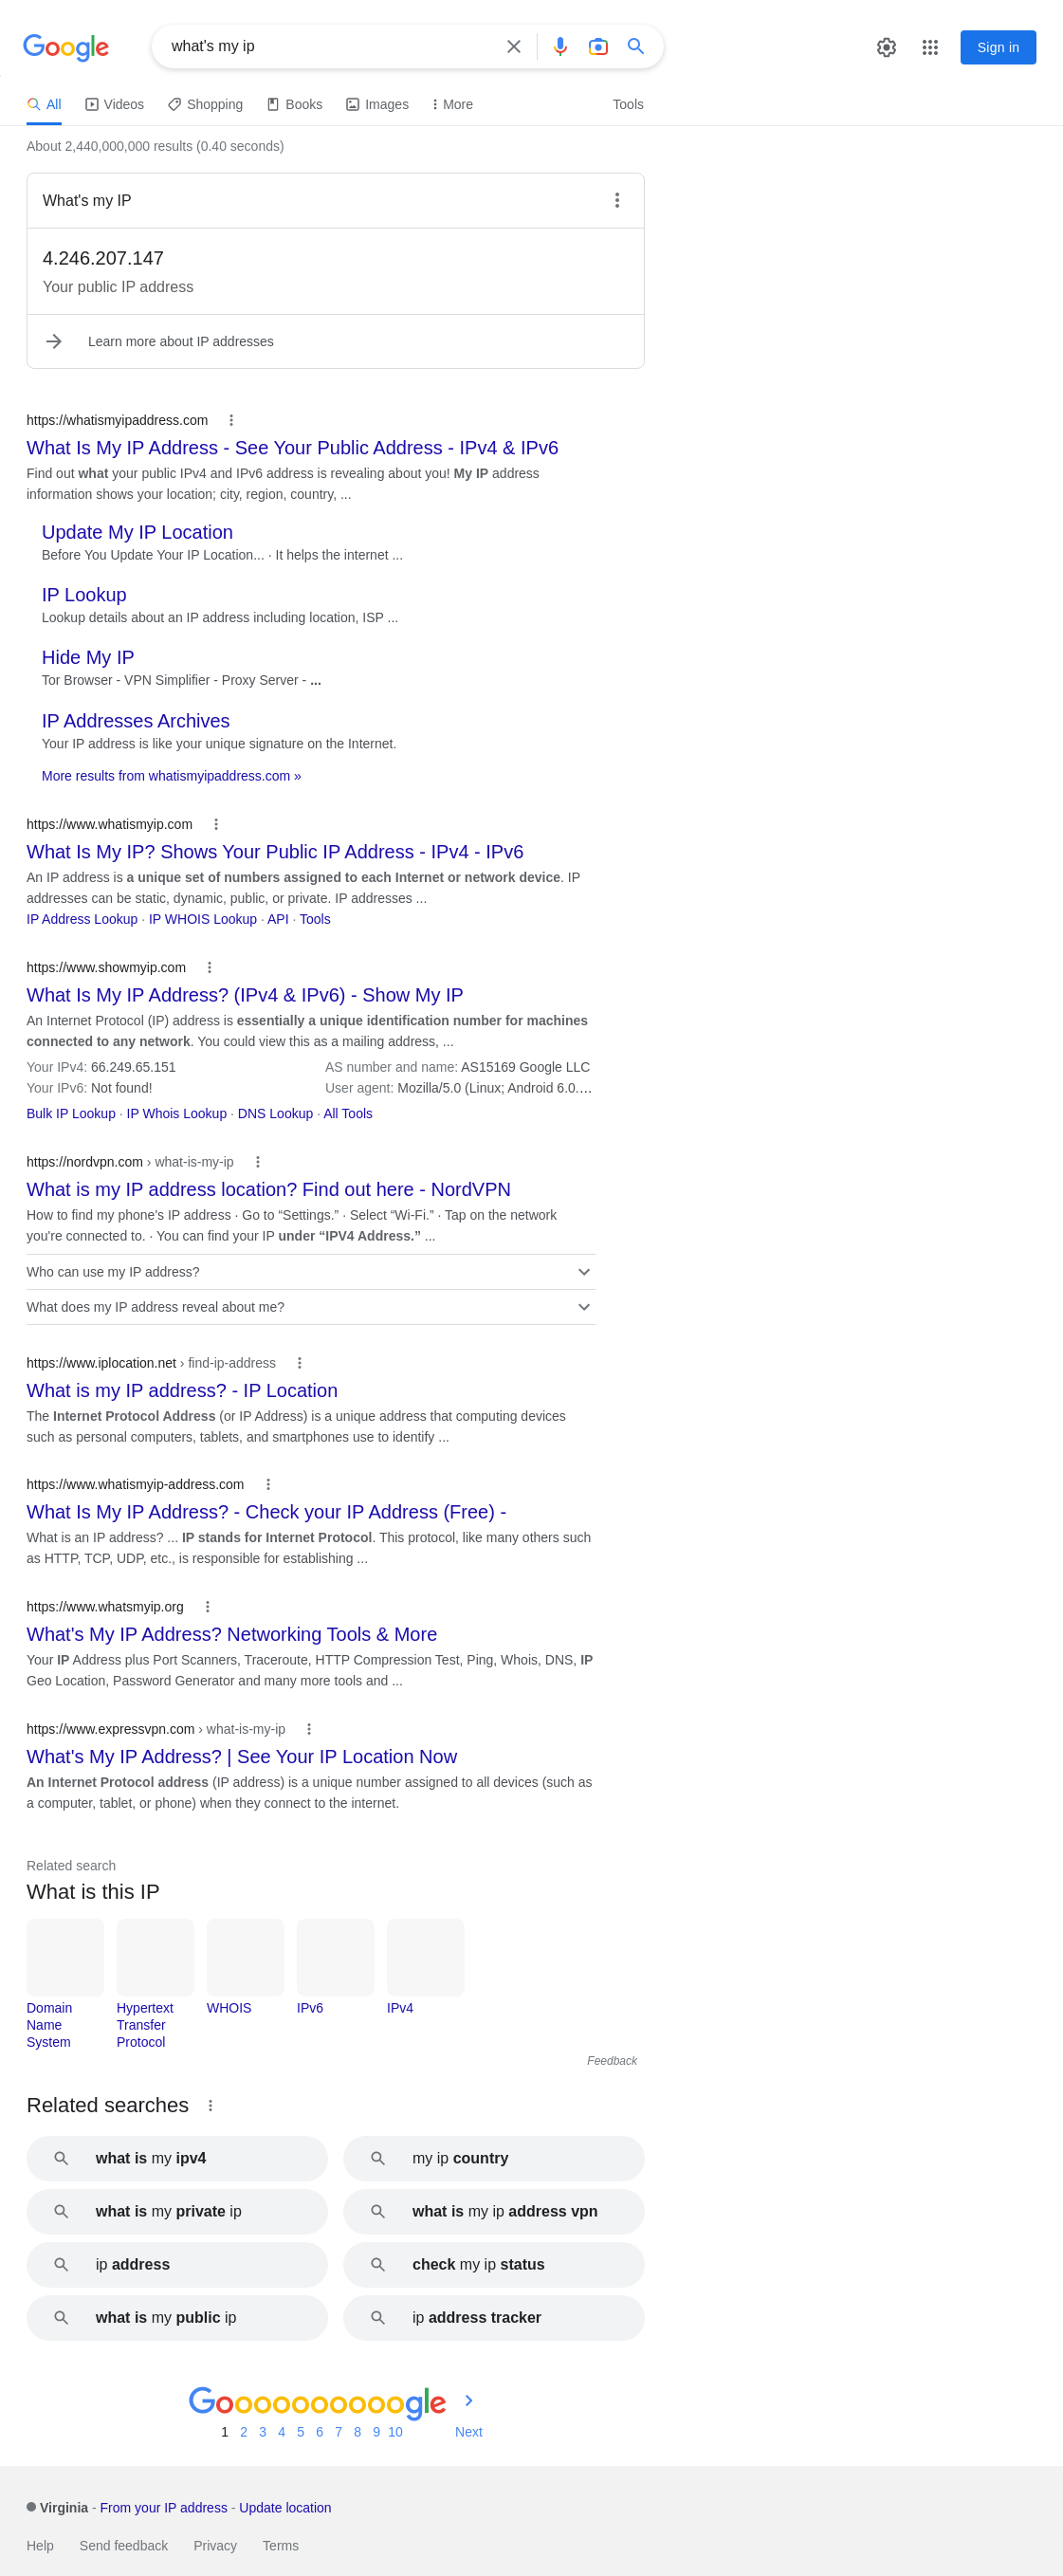 Google
what's my ip
Sign in
All Videos Shopping Books Images More Tools
About 2,440,000,000 results (0.40 seconds)
What's my IP
4.246.207.147
Your public IP address
Learn more about IP addresses
https://whatismyipaddress.com
What Is My IP Address - See Your Public Address - IPv4 & IPv6
Find out what your public IPv4 and IPv6 address is revealing about you! My IP address
information shows your location; city, region, country, ...
Update My IP Location
Before You Update Your IP Location... · It helps the internet ...
IP Lookup
Lookup details about an IP address including location, ISP ...
Hide My IP
Tor Browser - VPN Simplifier - Proxy Server - ...
IP Addresses Archives
Your IP address is like your unique signature on the Internet.
More results from whatismyipaddress.com »
https://www.whatismyip.com
What Is My IP? Shows Your Public IP Address - IPv4 - IPv6
An IP address is a unique set of numbers assigned to each Internet or network device. IP
addresses can be static, dynamic, public, or private. IP addresses ...
IP Address Lookup · IP WHOIS Lookup · API · Tools
https://www.showmyip.com
What Is My IP Address? (IPv4 & IPv6) - Show My IP
An Internet Protocol (IP) address is essentially a unique identification number for machines
connected to any network. You could view this as a mailing address, ...
Your IPv4: 66.249.65.151 AS number and name: AS15169 Google LLC
Your IPv6: Not found! User agent: Mozilla/5.0 (Linux; Android 6.0....
Bulk IP Lookup · IP Whois Lookup · DNS Lookup · All Tools
https://nordvpn.com › what-is-my-ip
What is my IP address location? Find out here - NordVPN
How to find my phone's IP address · Go to “Settings.” · Select “Wi-Fi.” · Tap on the network
you're connected to. · You can find your IP under “IPV4 Address.” ...
Who can use my IP address?
What does my IP address reveal about me?
https://www.iplocation.net › find-ip-address
What is my IP address? - IP Location
The Internet Protocol Address (or IP Address) is a unique address that computing devices
such as personal computers, tablets, and smartphones use to identify ...
https://www.whatismyip-address.com
What Is My IP Address? - Check your IP Address (Free) -
What is an IP address? ... IP stands for Internet Protocol. This protocol, like many others such
as HTTP, TCP, UDP, etc., is responsible for establishing ...
https://www.whatsmyip.org
What's My IP Address? Networking Tools & More
Your IP Address plus Port Scanners, Traceroute, HTTP Compression Test, Ping, Whois, DNS, IP
Geo Location, Password Generator and many more tools and ...
https://www.expressvpn.com › what-is-my-ip
What's My IP Address? | See Your IP Location Now
An Internet Protocol address (IP address) is a unique number assigned to all devices (such as
a computer, tablet, or phone) when they connect to the internet.
Related search
What is this IP
Domain Name System
Hypertext Transfer Protocol
WHOIS
IPv6
IPv4
Feedback
Related searches
what is my ipv4
my ip country
what is my private ip
what is my ip address vpn
ip address
check my ip status
what is my public ip
ip address tracker
Goooooooooogle
1 2 3 4 5 6 7 8 9 10 Next
Virginia - From your IP address - Update location
Help Send feedback Privacy Terms